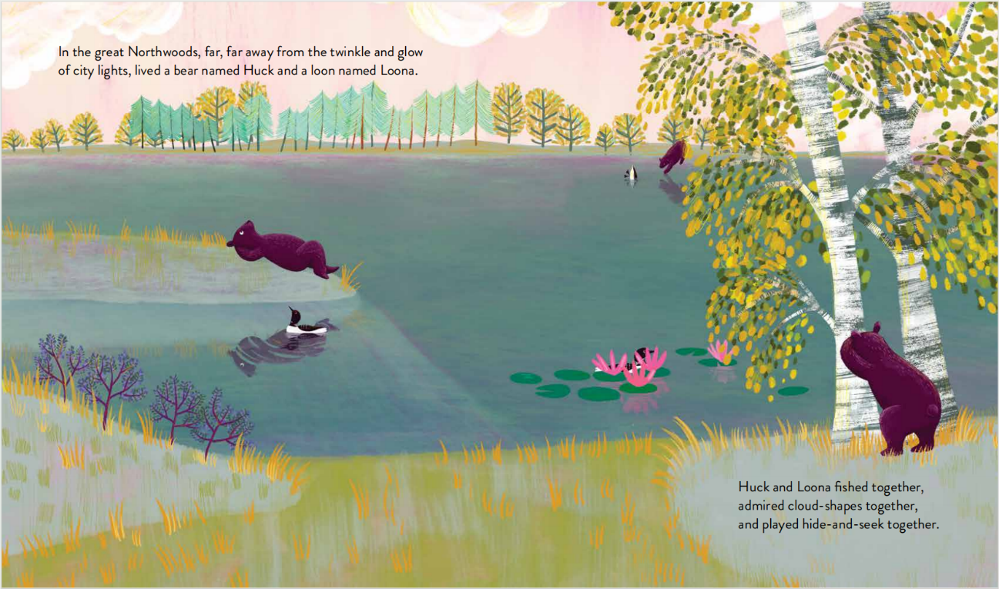 In the great Northwoods, far, far away from the twinkle and glow
of city lights, lived a bear named Huck and a loon named Loona.
Huck and Loona fished together,
admired cloud-shapes together,
and played hide-and-seek together.